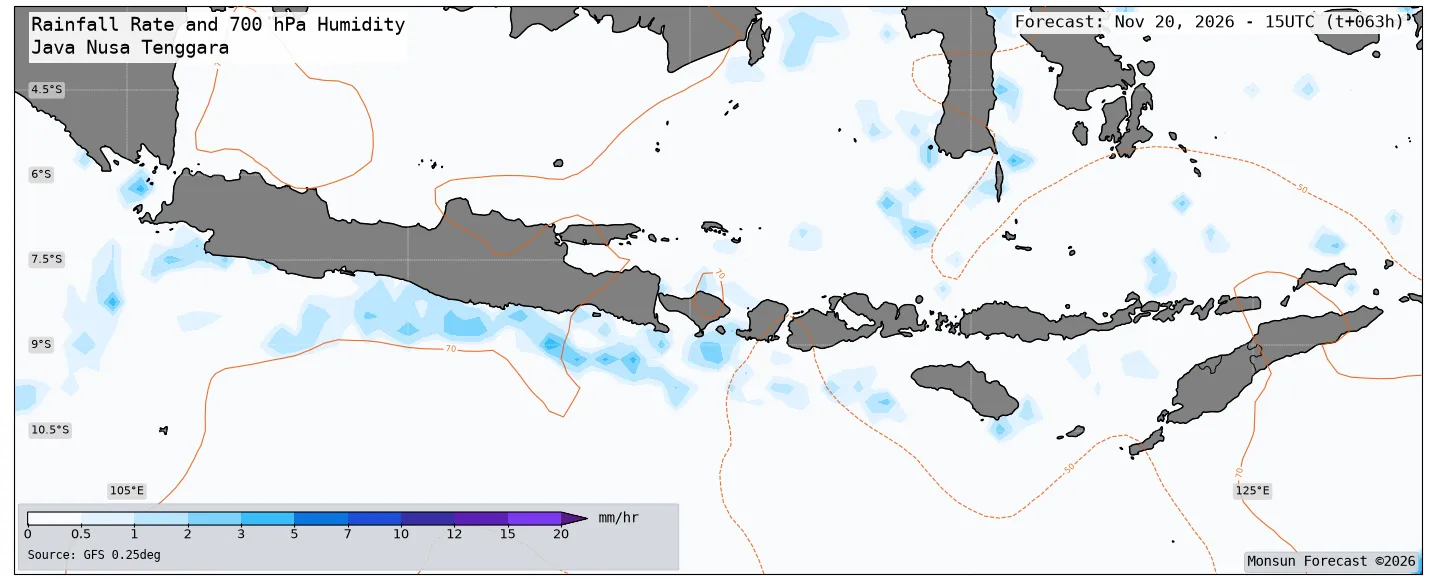 Rainfall Rate and 700 hPa Humidity
Java Nusa Tenggara
Forecast: Nov 20, 2026 - 15UTC (t+063h)
4.5°S
6°S
50
7.5°S
70
9°S
70
10.5°S
50
70
105°E
125°E
0 0.5 1 2 3 5 7 10 12 15 20 mm/hr
Source: GFS 0.25deg
Monsun Forecast ©2026